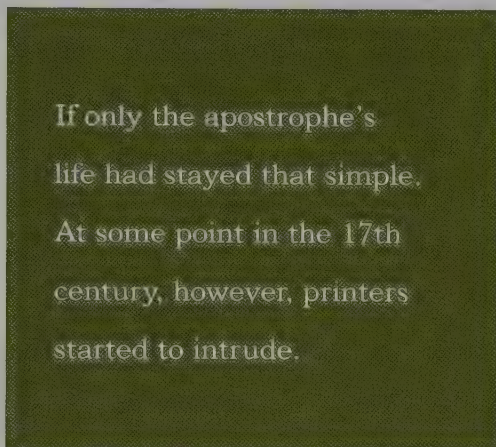 If only the apostrophe's
life had stayed that simple.
At some point in the 17th
century, however, printers
started to intrude.